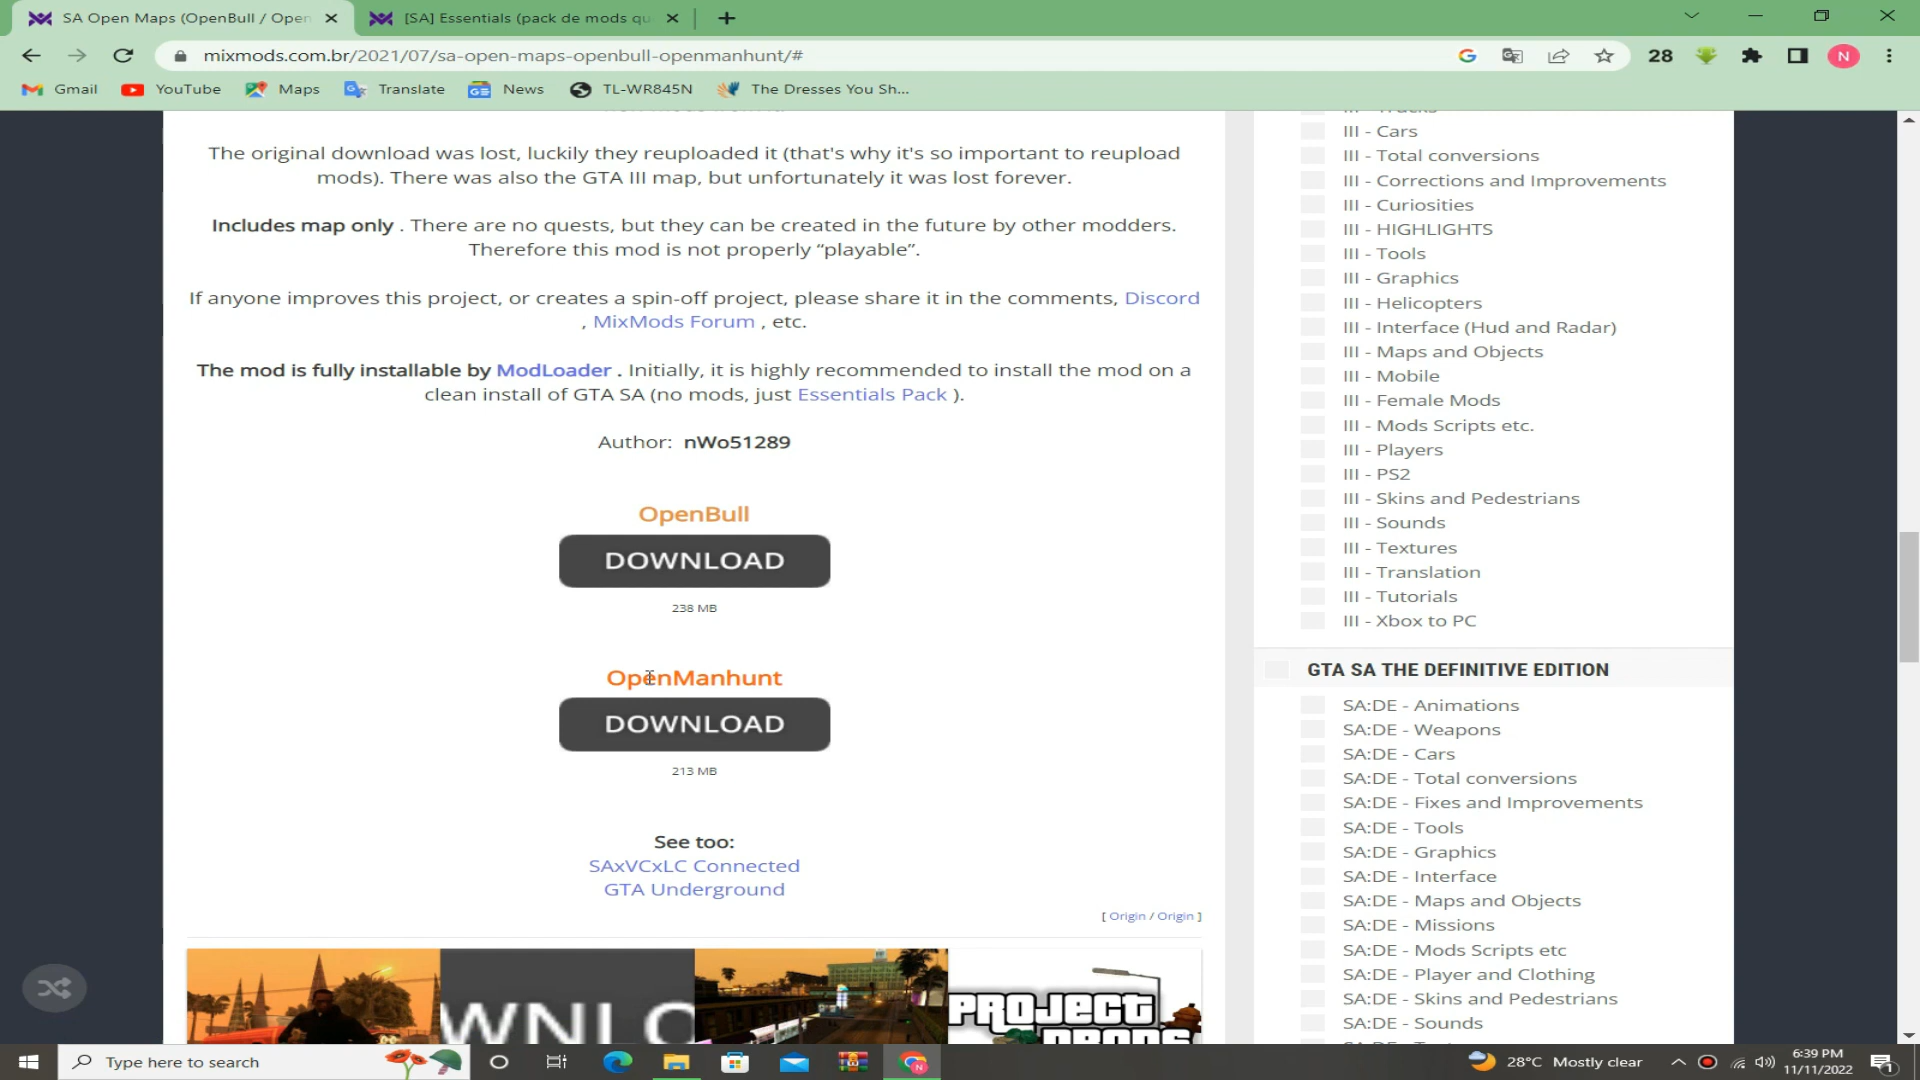 SA Open Maps (OpenBull / Open
[SA] Essentials (pack de mods qu
mixmods.com.br/2021/07/sa-open-maps-openbull-openmanhunt/#
28
N
Gmail
YouTube
Maps
Translate
News
TL-WR845N
The Dresses You Sh...
The original download was lost, luckily they reuploaded it (that's why it's so important to reupload
mods). There was also the GTA III map, but unfortunately it was lost forever.
Includes map only . There are no quests, but they can be created in the future by other modders.
Therefore this mod is not properly “playable”.
If anyone improves this project, or creates a spin-off project, please share it in the comments, Discord
, MixMods Forum , etc.
The mod is fully installable by ModLoader . Initially, it is highly recommended to install the mod on a
clean install of GTA SA (no mods, just Essentials Pack ).
Author: nWo51289
OpenBull
DOWNLOAD
238 MB
OpenManhunt
DOWNLOAD
213 MB
See too:
SAxVCxLC Connected
GTA Underground
[ Origin / Origin ]
WNLO
PROJECT
PROPS
III - Trucks
III - Cars
III - Total conversions
III - Corrections and Improvements
III - Curiosities
III - HIGHLIGHTS
III - Tools
III - Graphics
III - Helicopters
III - Interface (Hud and Radar)
III - Maps and Objects
III - Mobile
III - Female Mods
III - Mods Scripts etc.
III - Players
III - PS2
III - Skins and Pedestrians
III - Sounds
III - Textures
III - Translation
III - Tutorials
III - Xbox to PC
GTA SA THE DEFINITIVE EDITION
SA:DE - Animations
SA:DE - Weapons
SA:DE - Cars
SA:DE - Total conversions
SA:DE - Fixes and Improvements
SA:DE - Tools
SA:DE - Graphics
SA:DE - Interface
SA:DE - Maps and Objects
SA:DE - Missions
SA:DE - Mods Scripts etc
SA:DE - Player and Clothing
SA:DE - Skins and Pedestrians
SA:DE - Sounds
Type here to search
28°C Mostly clear
6:39 PM
11/11/2022
1